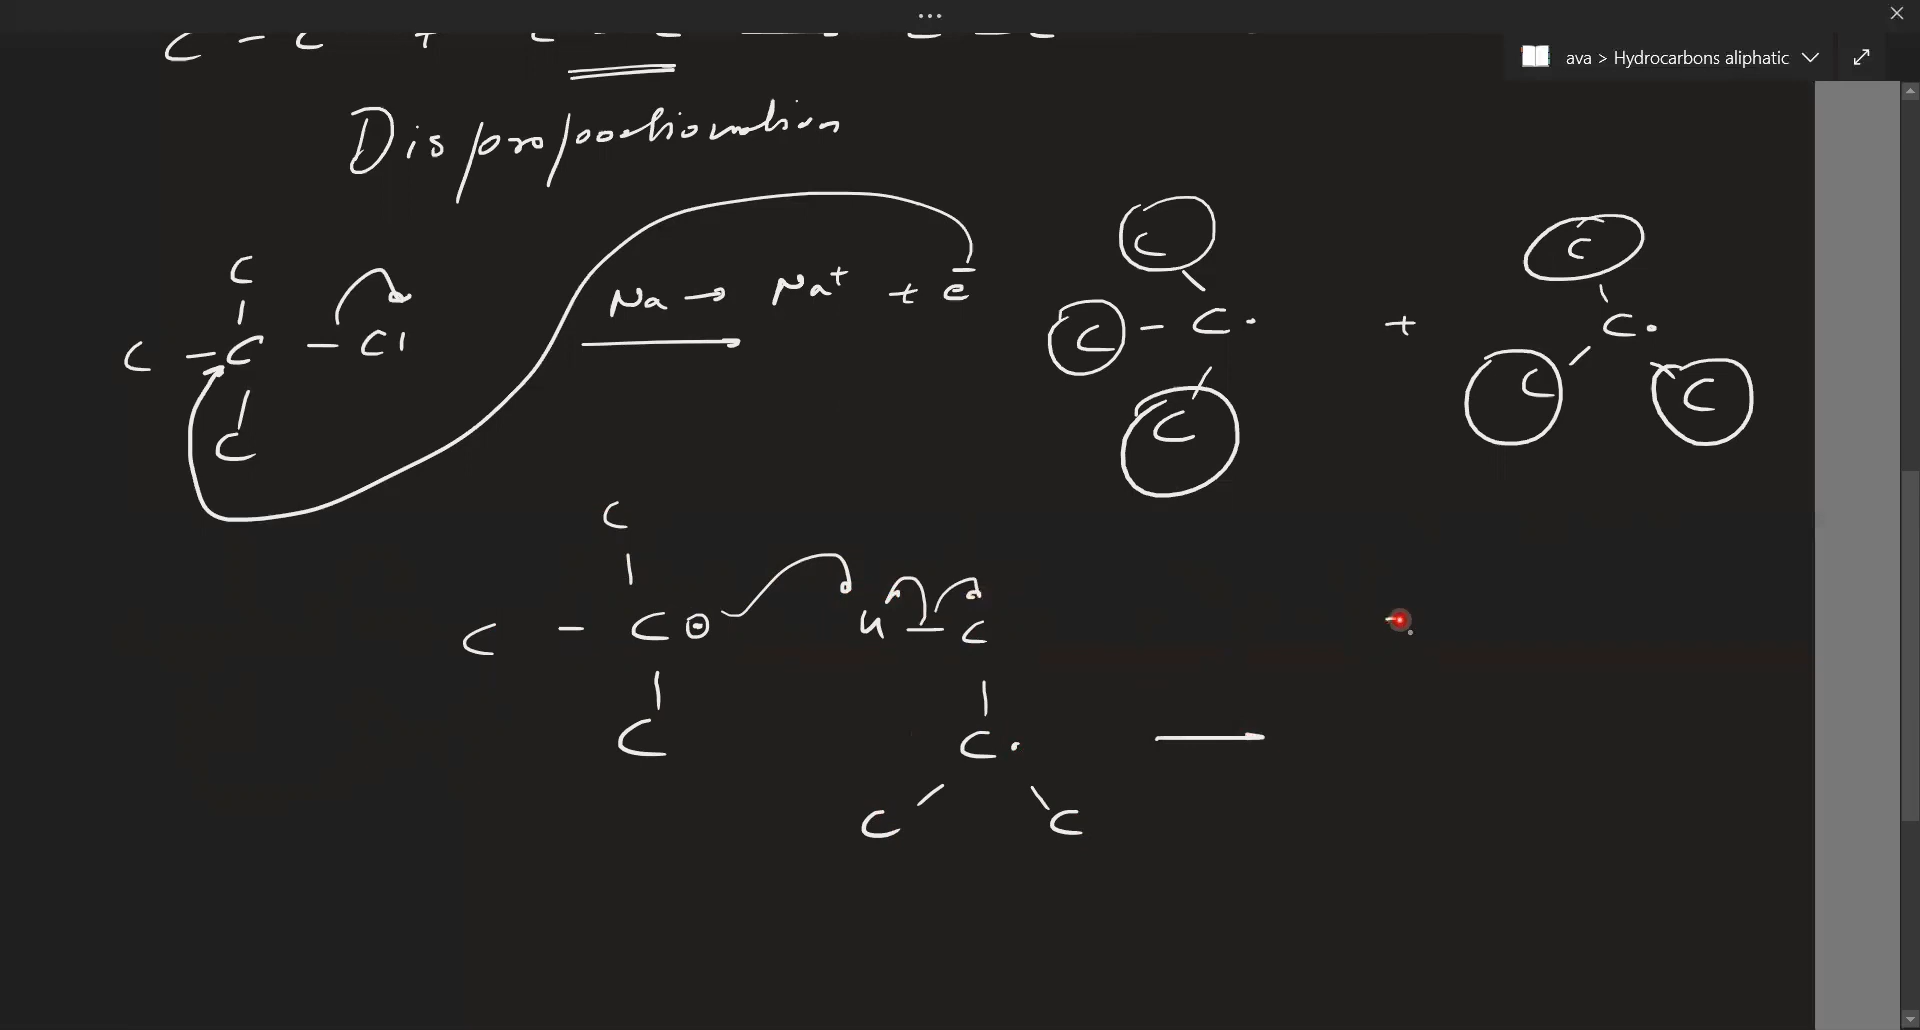 ...
ava > Hydrocarbons aliphatic
C - C +
Disproportionation
Na → Na⁺ + e⁻
C
C - C - Cl
C
C
C - C·
C
+
C
C·
C C
C
C - C ⊖ H - C
C C· →
C C